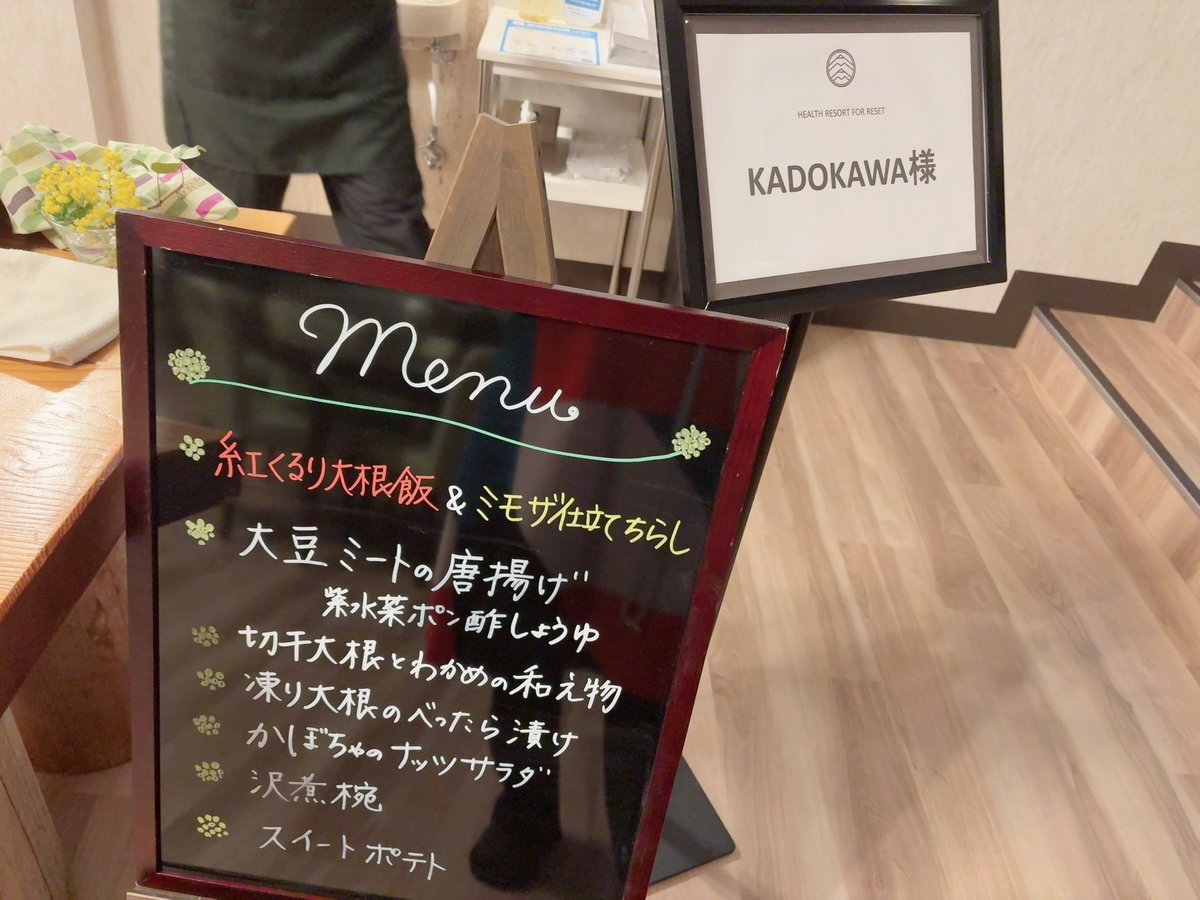 HEALTH RESORT FOR RESET
KADOKAWA様
Menu
紅くるり大根飯 & ミモザ仕立てちらし
大豆ミートの唐揚げ
紫水菜ポン酢しょうゆ
切干大根とわかめの和え物
凍り大根のべったら漬け
かぼちゃのナッツサラダ
沢煮椀
スイートポテト